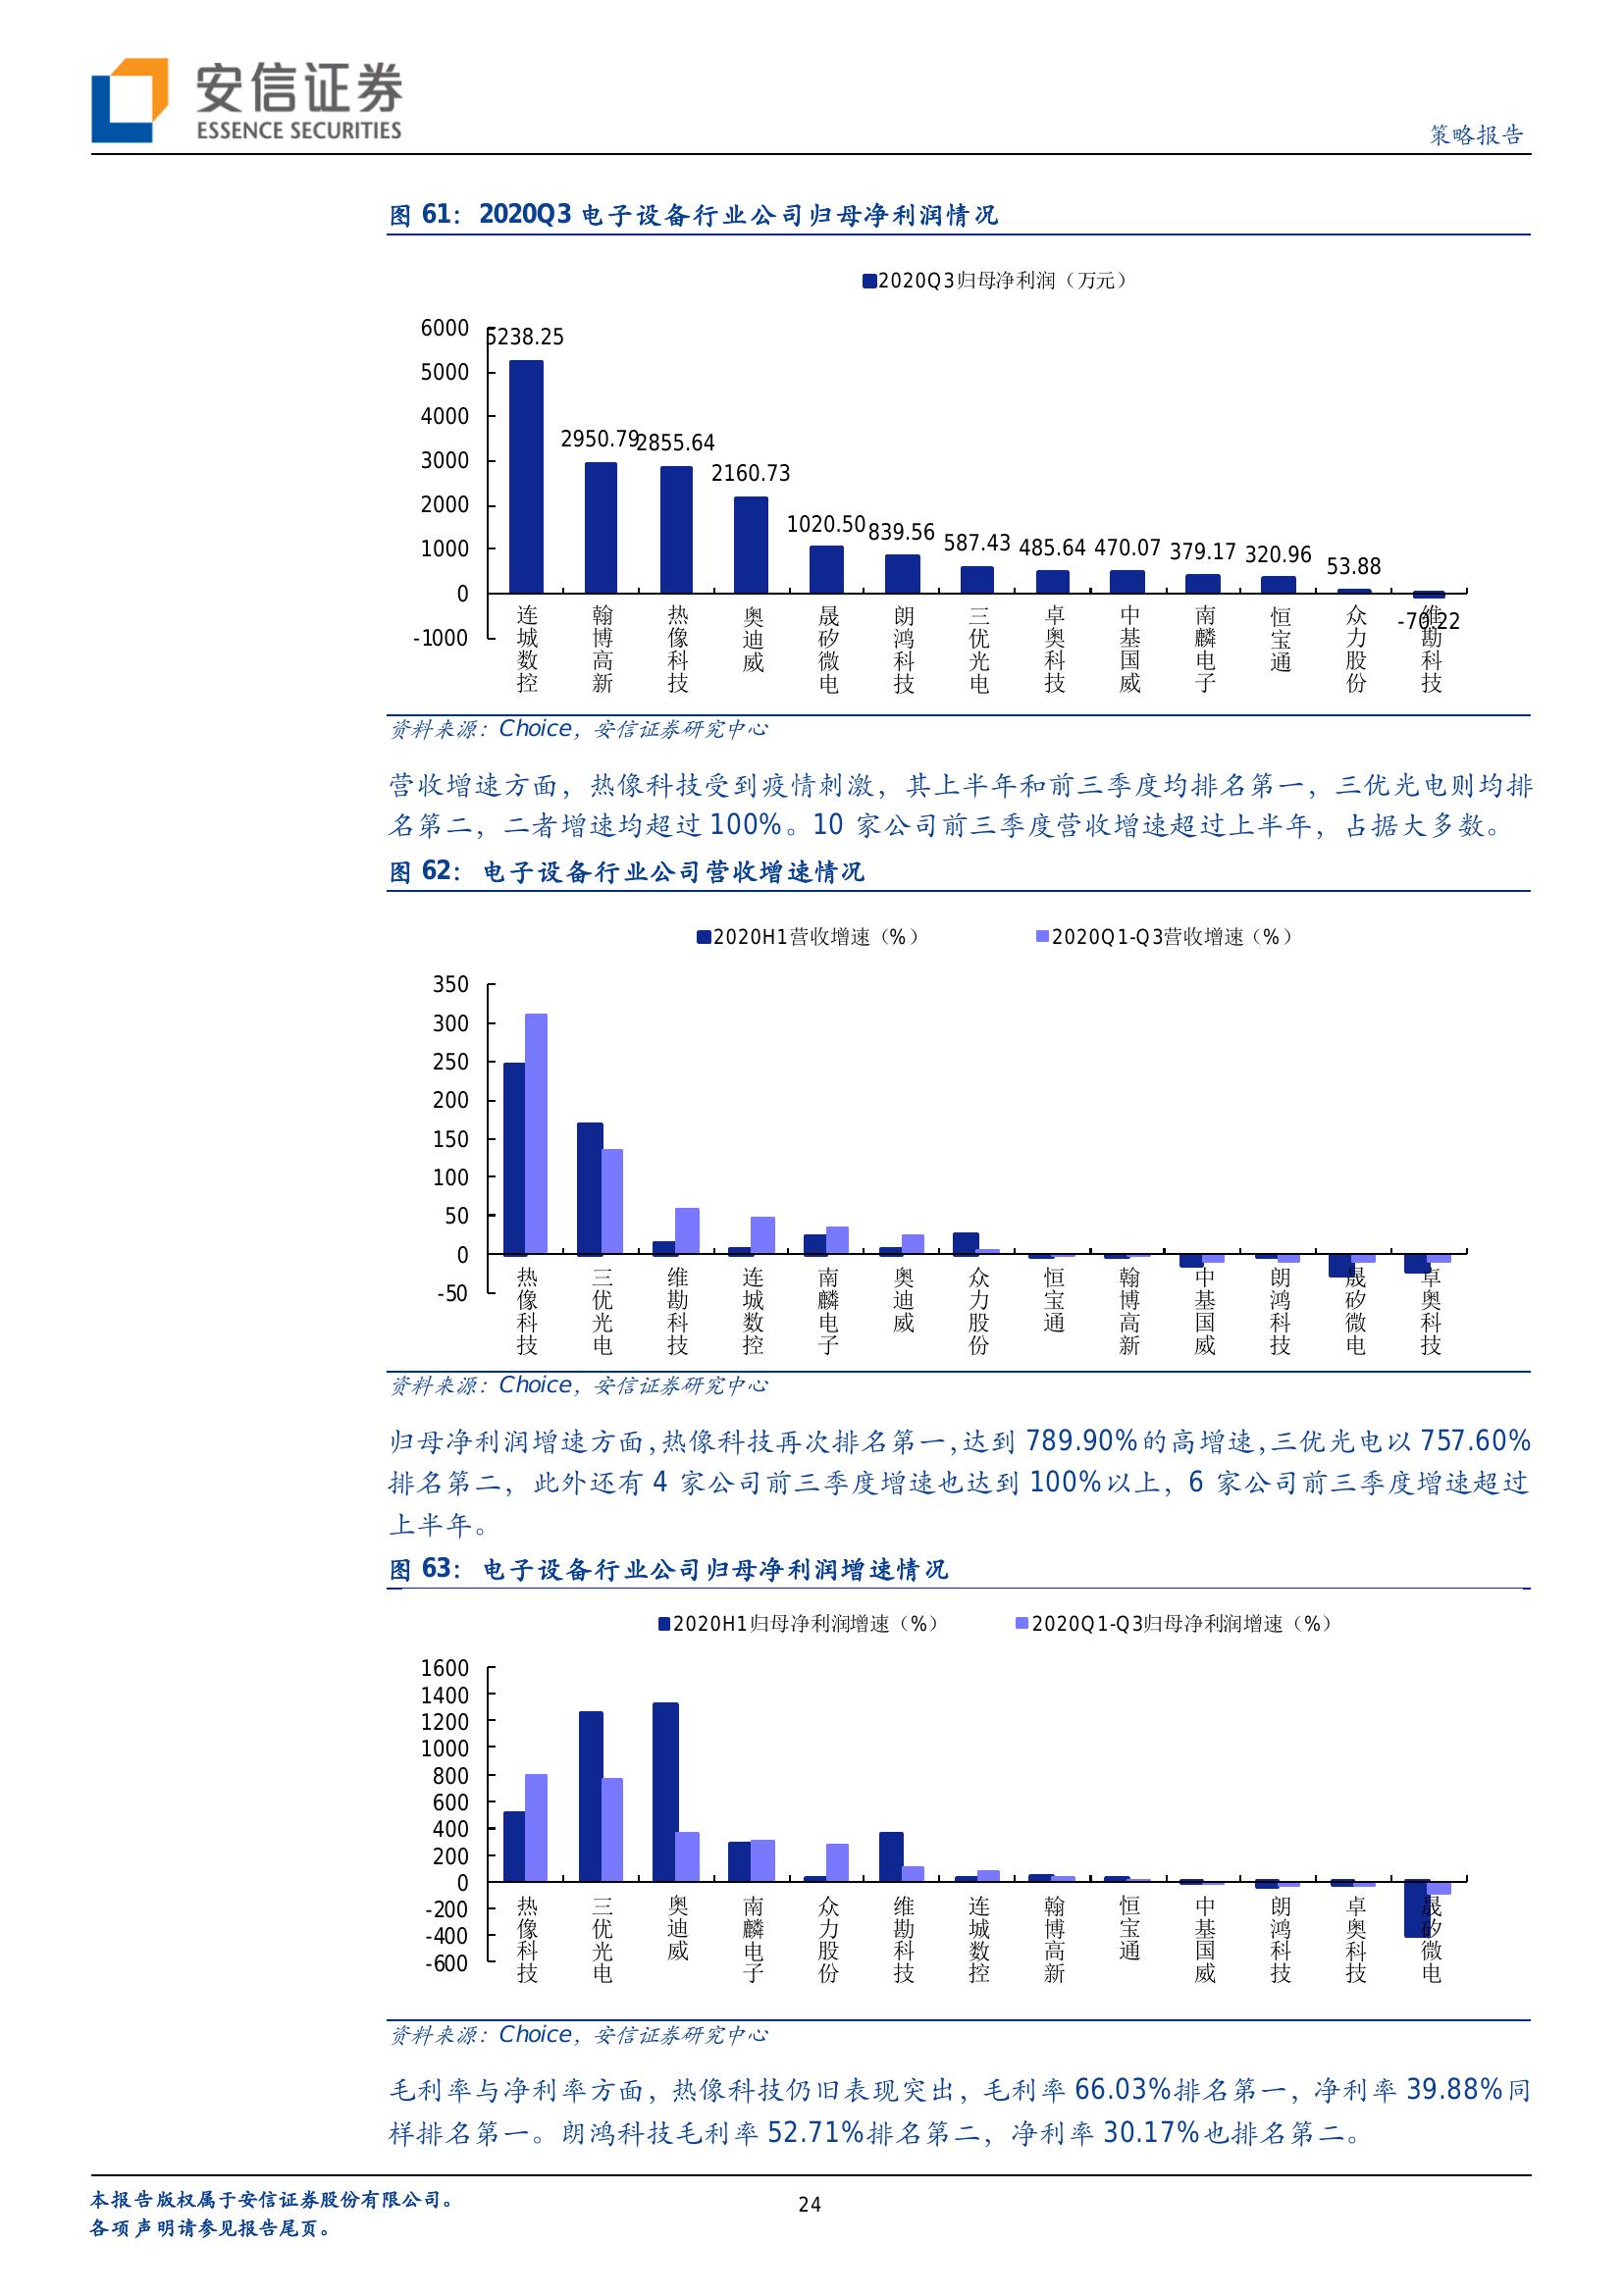 安信证券
ESSENCE SECURITIES
策略报告
图 61：2020Q3 电子设备行业公司归母净利润情况
2020Q3归母净利润（万元）
6000
5000
4000
3000
2000
1000
0
-1000
5238.25
2950.79
2855.64
2160.73
1020.50
839.56
587.43
485.64
470.07
379.17
320.96
53.88
-70.22
连城数控
翰博高新
热像科技
奥迪威
晟矽微电
朗鸿科技
三优光电
卓奥科技
中基国威
南麟电子
恒宝通
众力股份
维勘科技
资料来源：Choice，安信证券研究中心
营收增速方面，热像科技受到疫情刺激，其上半年和前三季度均排名第一，三优光电则均排
名第二，二者增速均超过 100%。10 家公司前三季度营收增速超过上半年，占据大多数。
图 62：电子设备行业公司营收增速情况
2020H1营收增速（%）
2020Q1-Q3营收增速（%）
350
300
250
200
150
100
50
0
-50
热像科技
三优光电
维勘科技
连城数控
南麟电子
奥迪威
众力股份
恒宝通
翰博高新
中基国威
朗鸿科技
晟矽微电
卓奥科技
资料来源：Choice，安信证券研究中心
归母净利润增速方面，热像科技再次排名第一，达到 789.90%的高增速，三优光电以 757.60%
排名第二，此外还有 4 家公司前三季度增速也达到 100%以上，6 家公司前三季度增速超过
上半年。
图 63：电子设备行业公司归母净利润增速情况
2020H1归母净利润增速（%）
2020Q1-Q3归母净利润增速（%）
1600
1400
1200
1000
800
600
400
200
0
-200
-400
-600
热像科技
三优光电
奥迪威
南麟电子
众力股份
维勘科技
连城数控
翰博高新
恒宝通
中基国威
朗鸿科技
卓奥科技
晟矽微电
资料来源：Choice，安信证券研究中心
毛利率与净利率方面，热像科技仍旧表现突出，毛利率 66.03%排名第一，净利率 39.88%同
样排名第一。朗鸿科技毛利率 52.71%排名第二，净利率 30.17%也排名第二。
本报告版权属于安信证券股份有限公司。
各项声明请参见报告尾页。
24